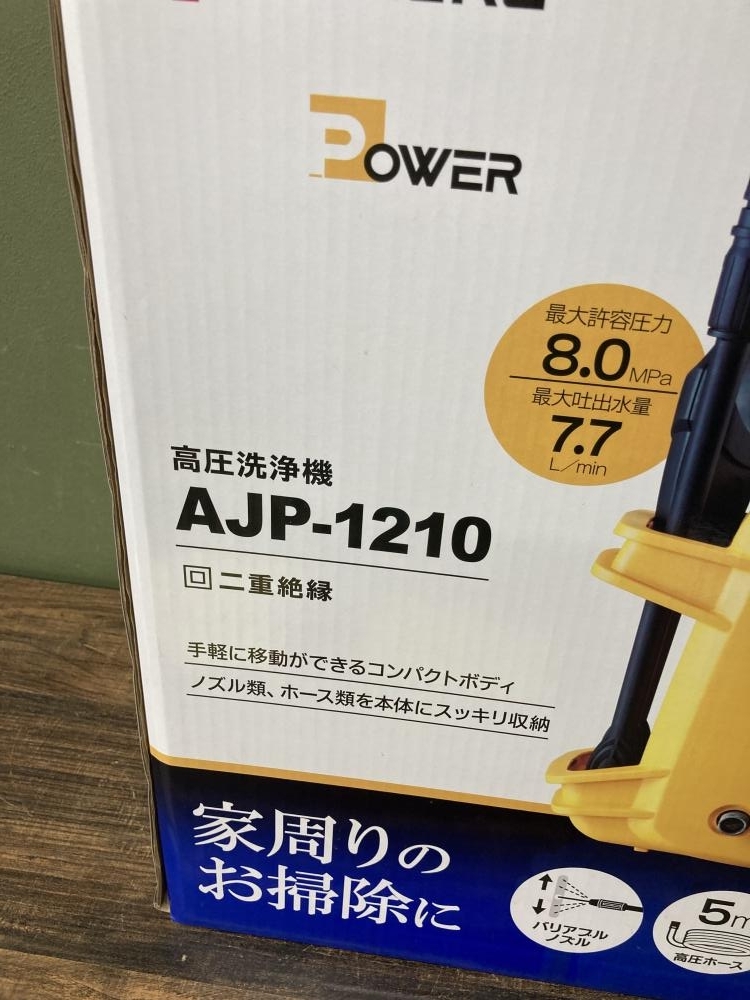 POWER
最大許容圧力
8.0MPa
最大吐出水量
7.7
L/min
高圧洗浄機
AJP-1210
回 二重絶縁
手軽に移動ができるコンパクトボディ
ノズル類、ホース類を本体にスッキリ収納
家周りの
お掃除に
バリアブル
ノズル
5m
高圧ホース